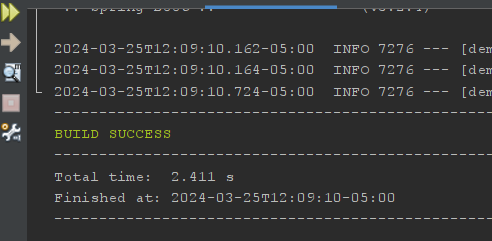 :: Spring Boot ::
2024-03-25T12:09:10.162-05:00  INFO 7276 --- [dem
2024-03-25T12:09:10.164-05:00  INFO 7276 --- [dem
2024-03-25T12:09:10.724-05:00  INFO 7276 --- [dem
------------------------------------------------
BUILD SUCCESS
------------------------------------------------
Total time:  2.411 s
Finished at: 2024-03-25T12:09:10-05:00
------------------------------------------------